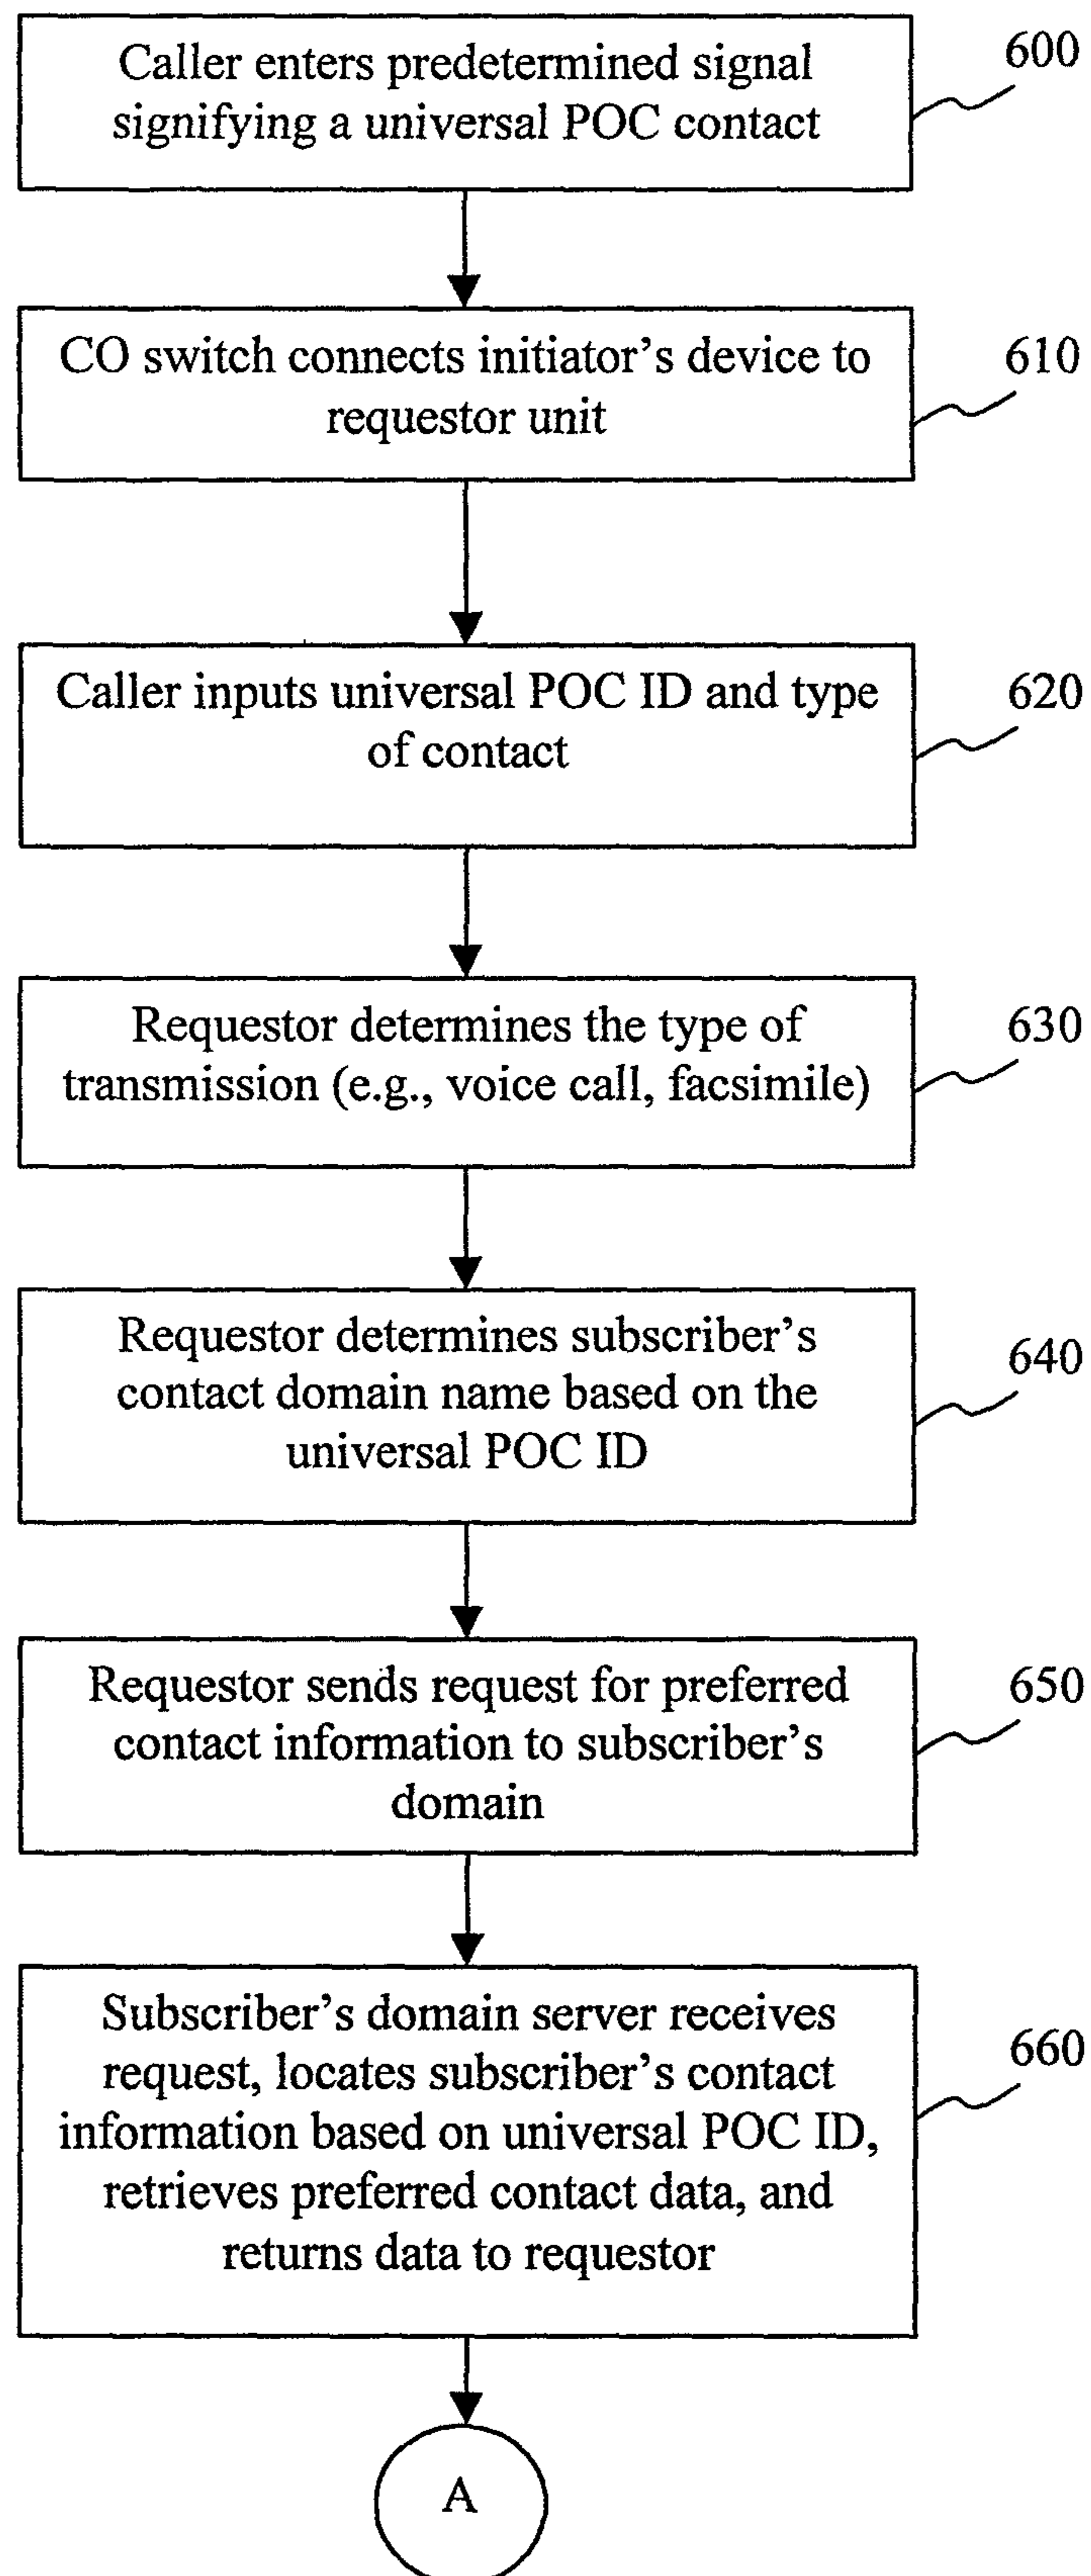 Caller enters predetermined signal
signifying a universal POC contact
600
CO switch connects initiator’s device to
requestor unit
610
Caller inputs universal POC ID and type
of contact
620
Requestor determines the type of
transmission (e.g., voice call, facsimile)
630
Requestor determines subscriber’s
contact domain name based on the
universal POC ID
640
Requestor sends request for preferred
contact information to subscriber’s
domain
650
Subscriber’s domain server receives
request, locates subscriber’s contact
information based on universal POC ID,
retrieves preferred contact data, and
returns data to requestor
660
A